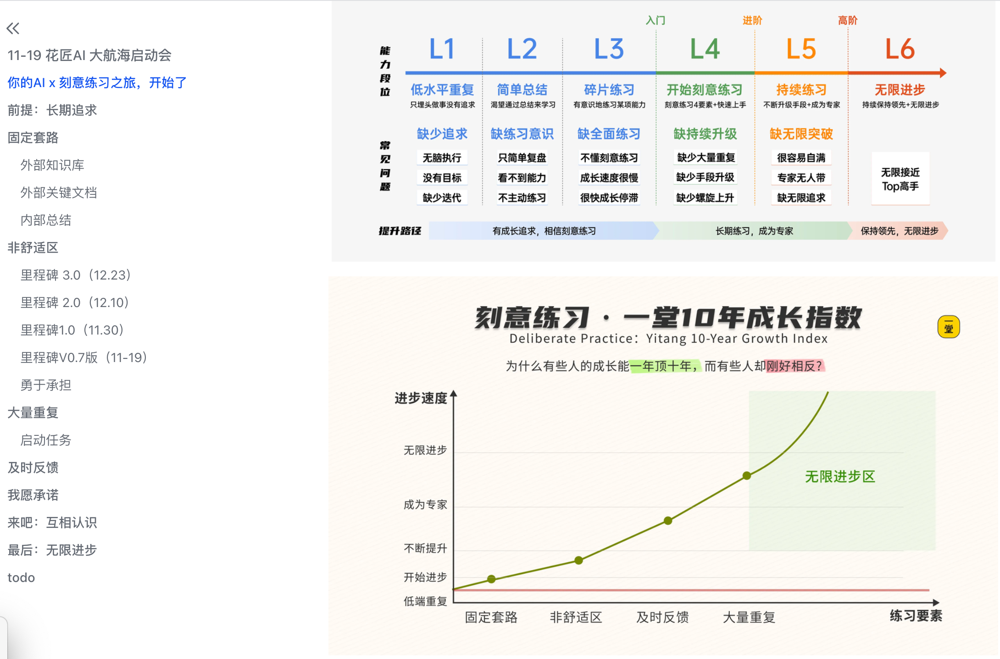 11-19 花匠AI 大航海启动会
你的AI x 刻意练习之旅，开始了
前提：长期追求
固定套路
外部知识库
外部关键文档
内部总结
非舒适区
里程碑 3.0（12.23）
里程碑 2.0（12.10）
里程碑1.0（11.30）
里程碑V0.7版（11-19）
勇于承担
大量重复
启动任务
及时反馈
我愿承诺
来吧：互相认识
最后：无限进步
todo
入门 进阶 高阶
能力段位
L1 L2 L3 L4 L5 L6
低水平重复 简单总结 碎片练习 开始刻意练习 持续练习 无限进步
只埋头做事没有追求 渴望通过总结来学习 有意识地练习某项能力 刻意练习4要素+快速上手 不断升级手段+成为专家 持续保持领先+无限进步
常见问题
缺少追求 缺练习意识 缺全面练习 缺持续升级 缺无限突破
无脑执行 只简单复盘 不懂刻意练习 缺少大量重复 很容易自满
没有目标 看不到能力 成长速度很慢 缺少手段升级 专家无人带
缺少迭代 不主动练习 很快成长停滞 缺少螺旋上升 缺无限追求
无限接近
Top高手
提升路径 有成长追求，相信刻意练习 长期练习，成为专家 保持领先，无限进步
刻意练习 · 一堂10年成长指数
一堂
Deliberate Practice：Yitang 10-Year Growth Index
为什么有些人的成长能一年顶十年，而有些人却刚好相反？
进步速度
无限进步
无限进步区
成为专家
不断提升
开始进步
低端重复
固定套路 非舒适区 及时反馈 大量重复 练习要素